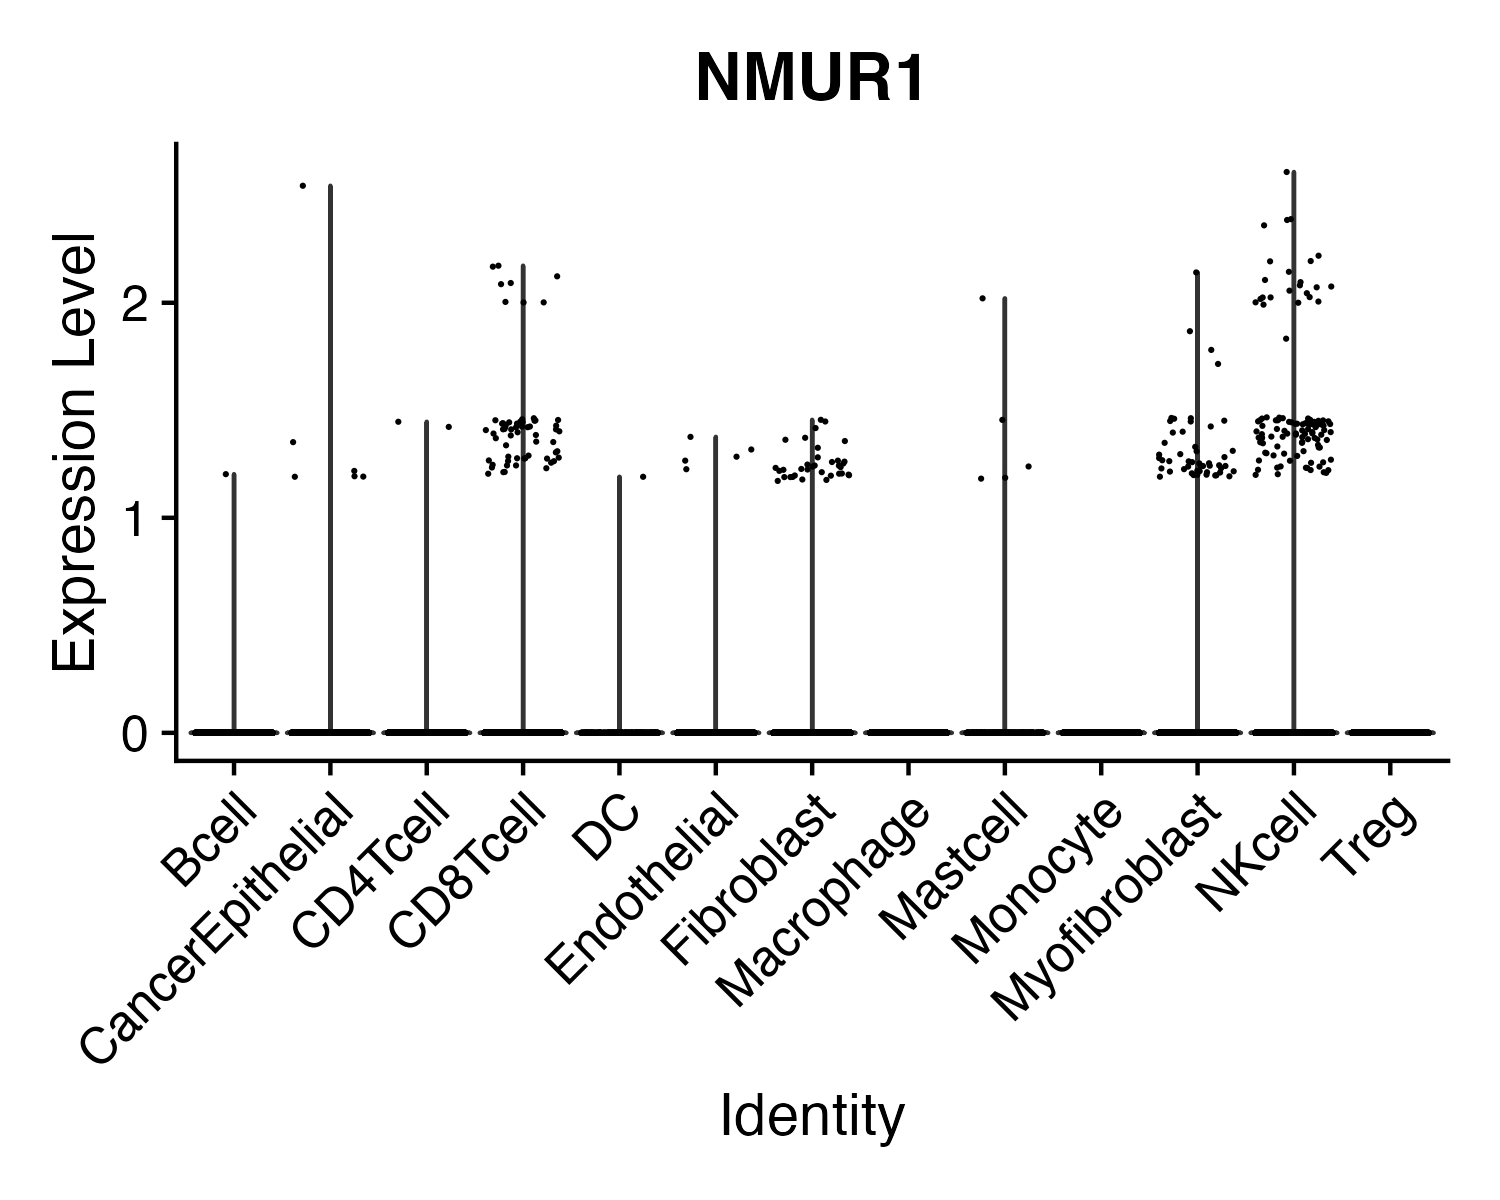 NMUR1
Expression Level
2
1
0
Bcell
CancerEpithelial
CD4Tcell
CD8Tcell
DC
Endothelial
Fibroblast
Macrophage
Mastcell
Monocyte
Myofibroblast
NKcell
Treg
Identity